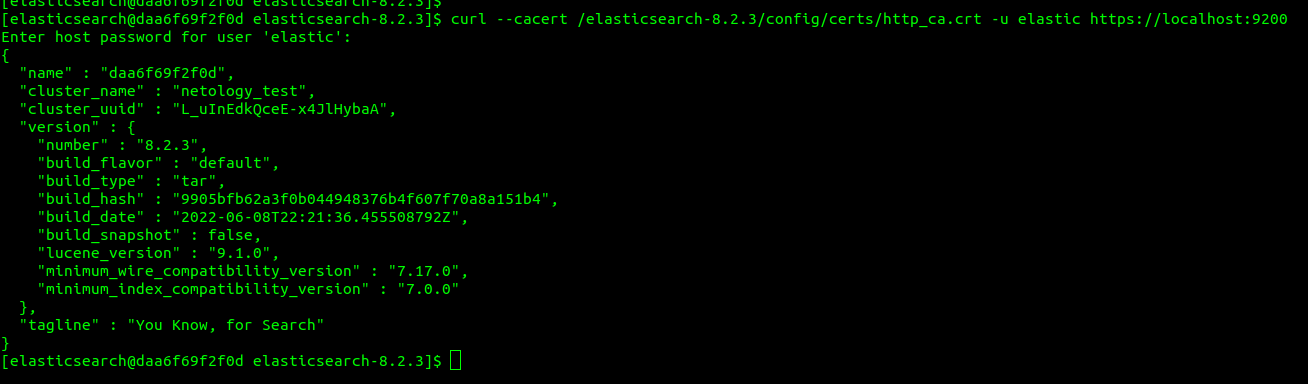 [elasticsearch@daa6f69f2f0d elasticsearch-8.2.3]$
[elasticsearch@daa6f69f2f0d elasticsearch-8.2.3]$ curl --cacert /elasticsearch-8.2.3/config/certs/http_ca.crt -u elastic https://localhost:9200
Enter host password for user 'elastic':
{
  "name" : "daa6f69f2f0d",
  "cluster_name" : "netology_test",
  "cluster_uuid" : "L_uInEdkQceE-x4JlHybaA",
  "version" : {
    "number" : "8.2.3",
    "build_flavor" : "default",
    "build_type" : "tar",
    "build_hash" : "9905bfb62a3f0b044948376b4f607f70a8a151b4",
    "build_date" : "2022-06-08T22:21:36.455508792Z",
    "build_snapshot" : false,
    "lucene_version" : "9.1.0",
    "minimum_wire_compatibility_version" : "7.17.0",
    "minimum_index_compatibility_version" : "7.0.0"
  },
  "tagline" : "You Know, for Search"
}
[elasticsearch@daa6f69f2f0d elasticsearch-8.2.3]$